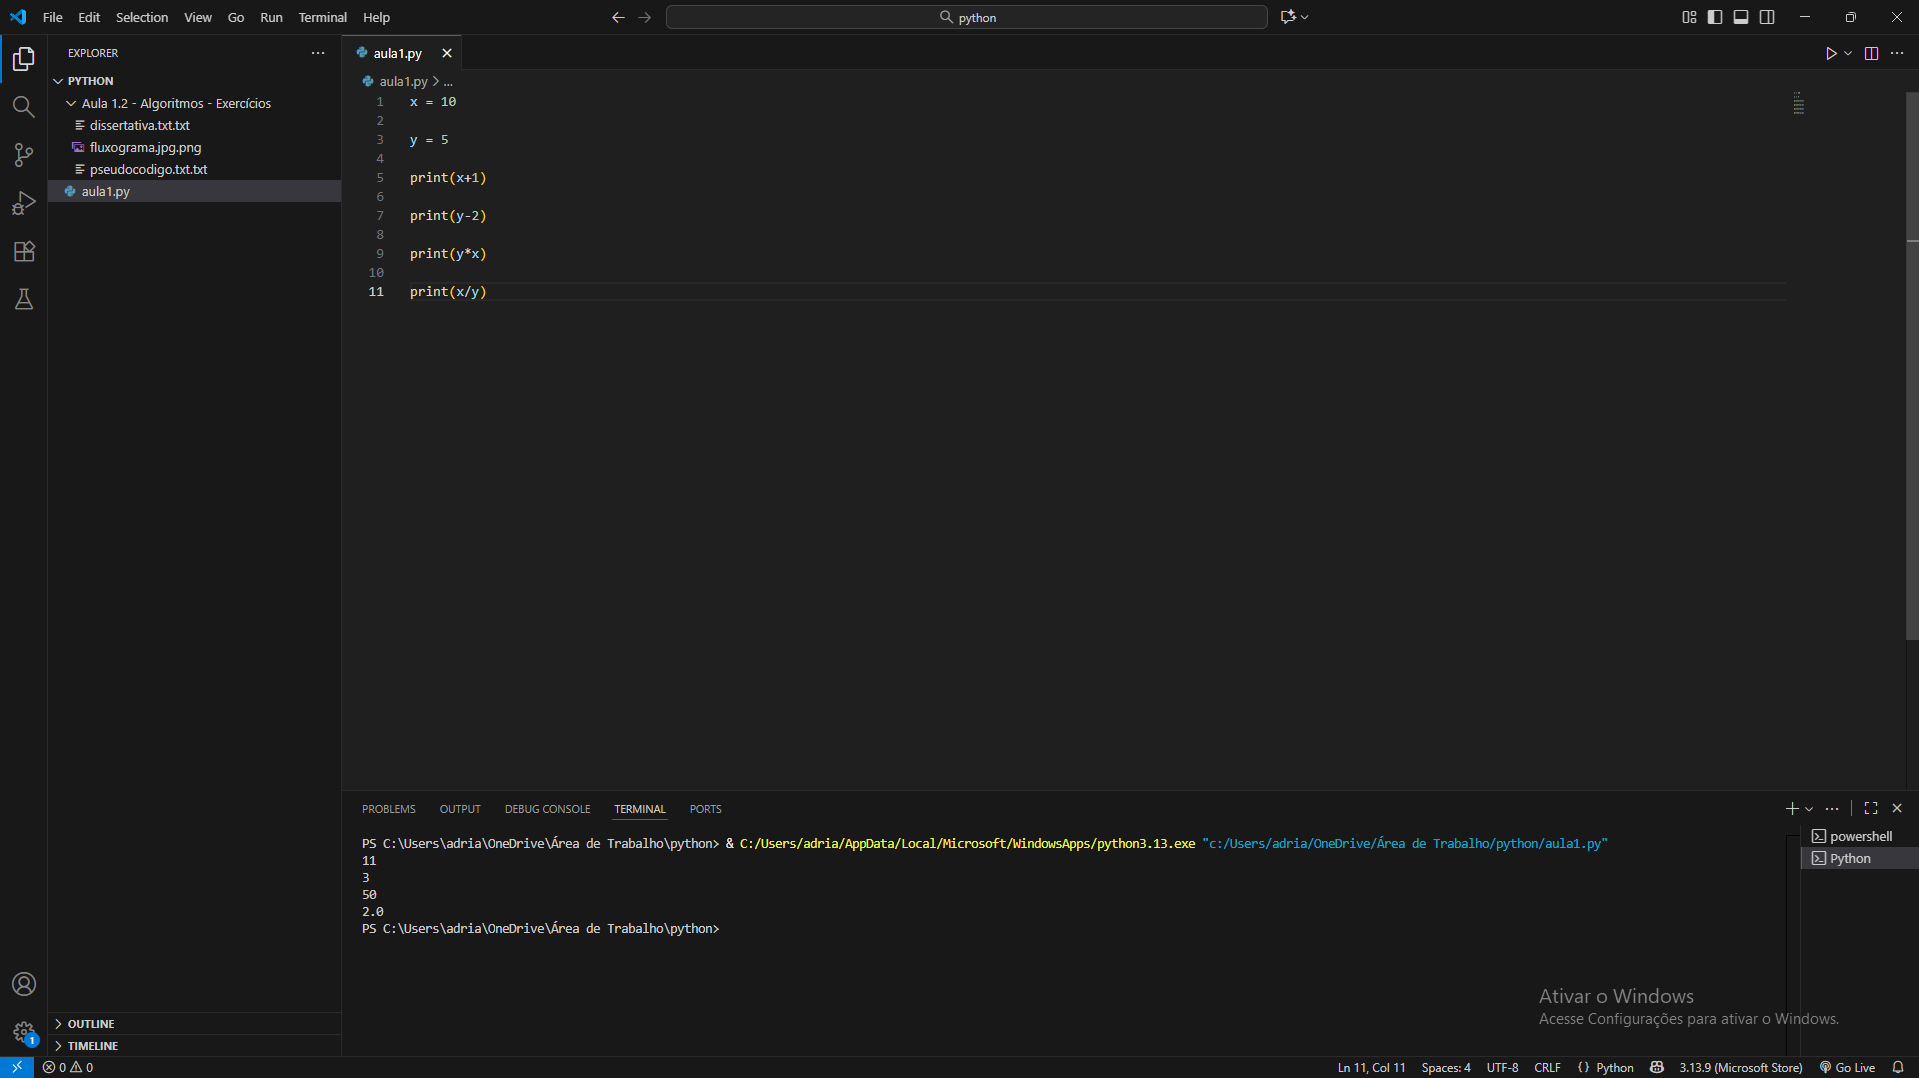 File Edit Selection View Go Run Terminal Help
python
EXPLORER
PYTHON
Aula 1.2 - Algoritmos - Exercícios
dissertativa.txt.txt
fluxograma.jpg.png
pseudocodigo.txt.txt
aula1.py
OUTLINE
TIMELINE
aula1.py
aula1.py > ...
1 x = 10
2
3 y = 5
4
5 print(x+1)
6
7 print(y-2)
8
9 print(y*x)
10
11 print(x/y)
PROBLEMS OUTPUT DEBUG CONSOLE TERMINAL PORTS
PS C:\Users\adria\OneDrive\Área de Trabalho\python> & C:/Users/adria/AppData/Local/Microsoft/WindowsApps/python3.13.exe "c:/Users/adria/OneDrive/Área de Trabalho/python/aula1.py"
11
3
50
2.0
PS C:\Users\adria\OneDrive\Área de Trabalho\python>
powershell
Python
Ativar o Windows
Acesse Configurações para ativar o Windows.
1
0 0
Ln 11, Col 11 Spaces: 4 UTF-8 CRLF {} Python 3.13.9 (Microsoft Store) Go Live